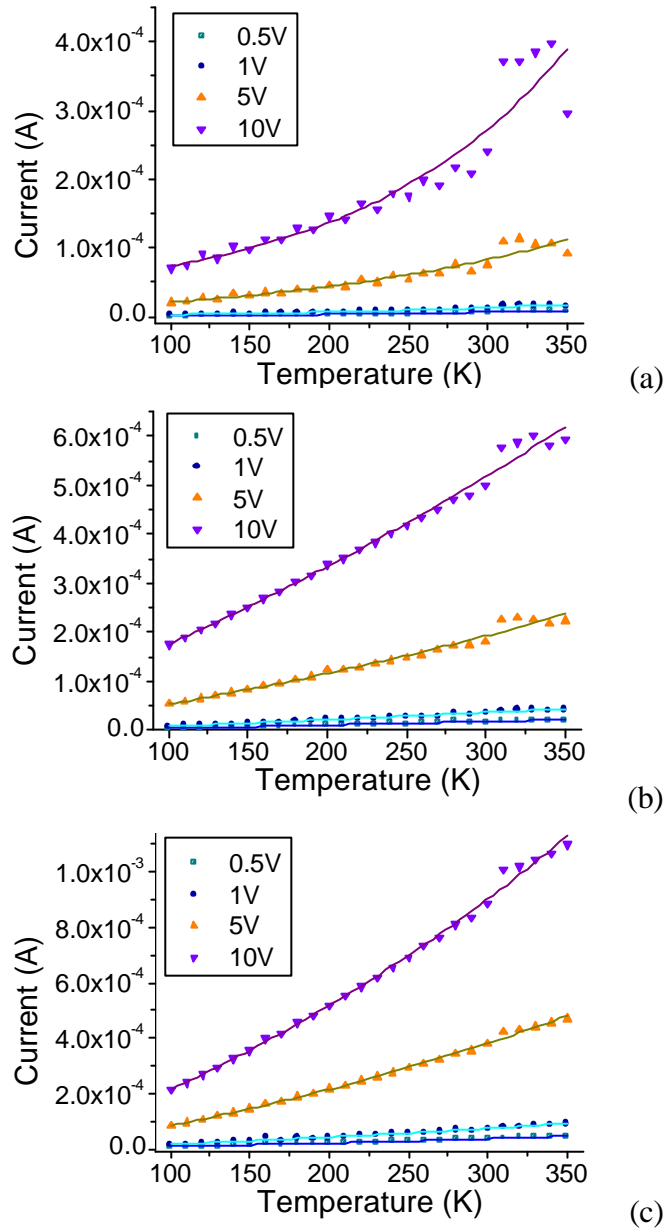 4.0x10⁻⁴
3.0x10⁻⁴
2.0x10⁻⁴
1.0x10⁻⁴
0.0
Current (A)
0.5V
1V
5V
10V
100 150 200 250 300 350
Temperature (K)
(a)
6.0x10⁻⁴
5.0x10⁻⁴
4.0x10⁻⁴
3.0x10⁻⁴
2.0x10⁻⁴
1.0x10⁻⁴
0.0
Current (A)
0.5V
1V
5V
10V
100 150 200 250 300 350
Temperature (K)
(b)
1.0x10⁻³
8.0x10⁻⁴
6.0x10⁻⁴
4.0x10⁻⁴
2.0x10⁻⁴
0.0
Current (A)
0.5V
1V
5V
10V
100 150 200 250 300 350
Temperature (K)
(c)